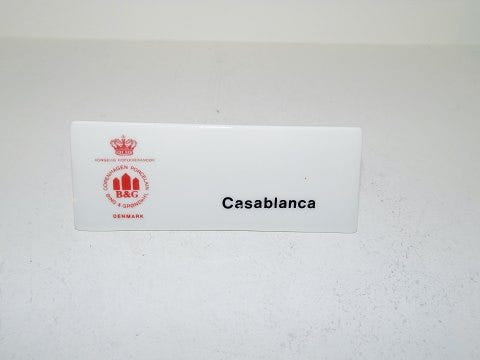 KONGELIG HOFLEVERANDØR
COPENHAGEN PORCELAIN
B&G
BING & GRØNDAHL
DENMARK
Casablanca